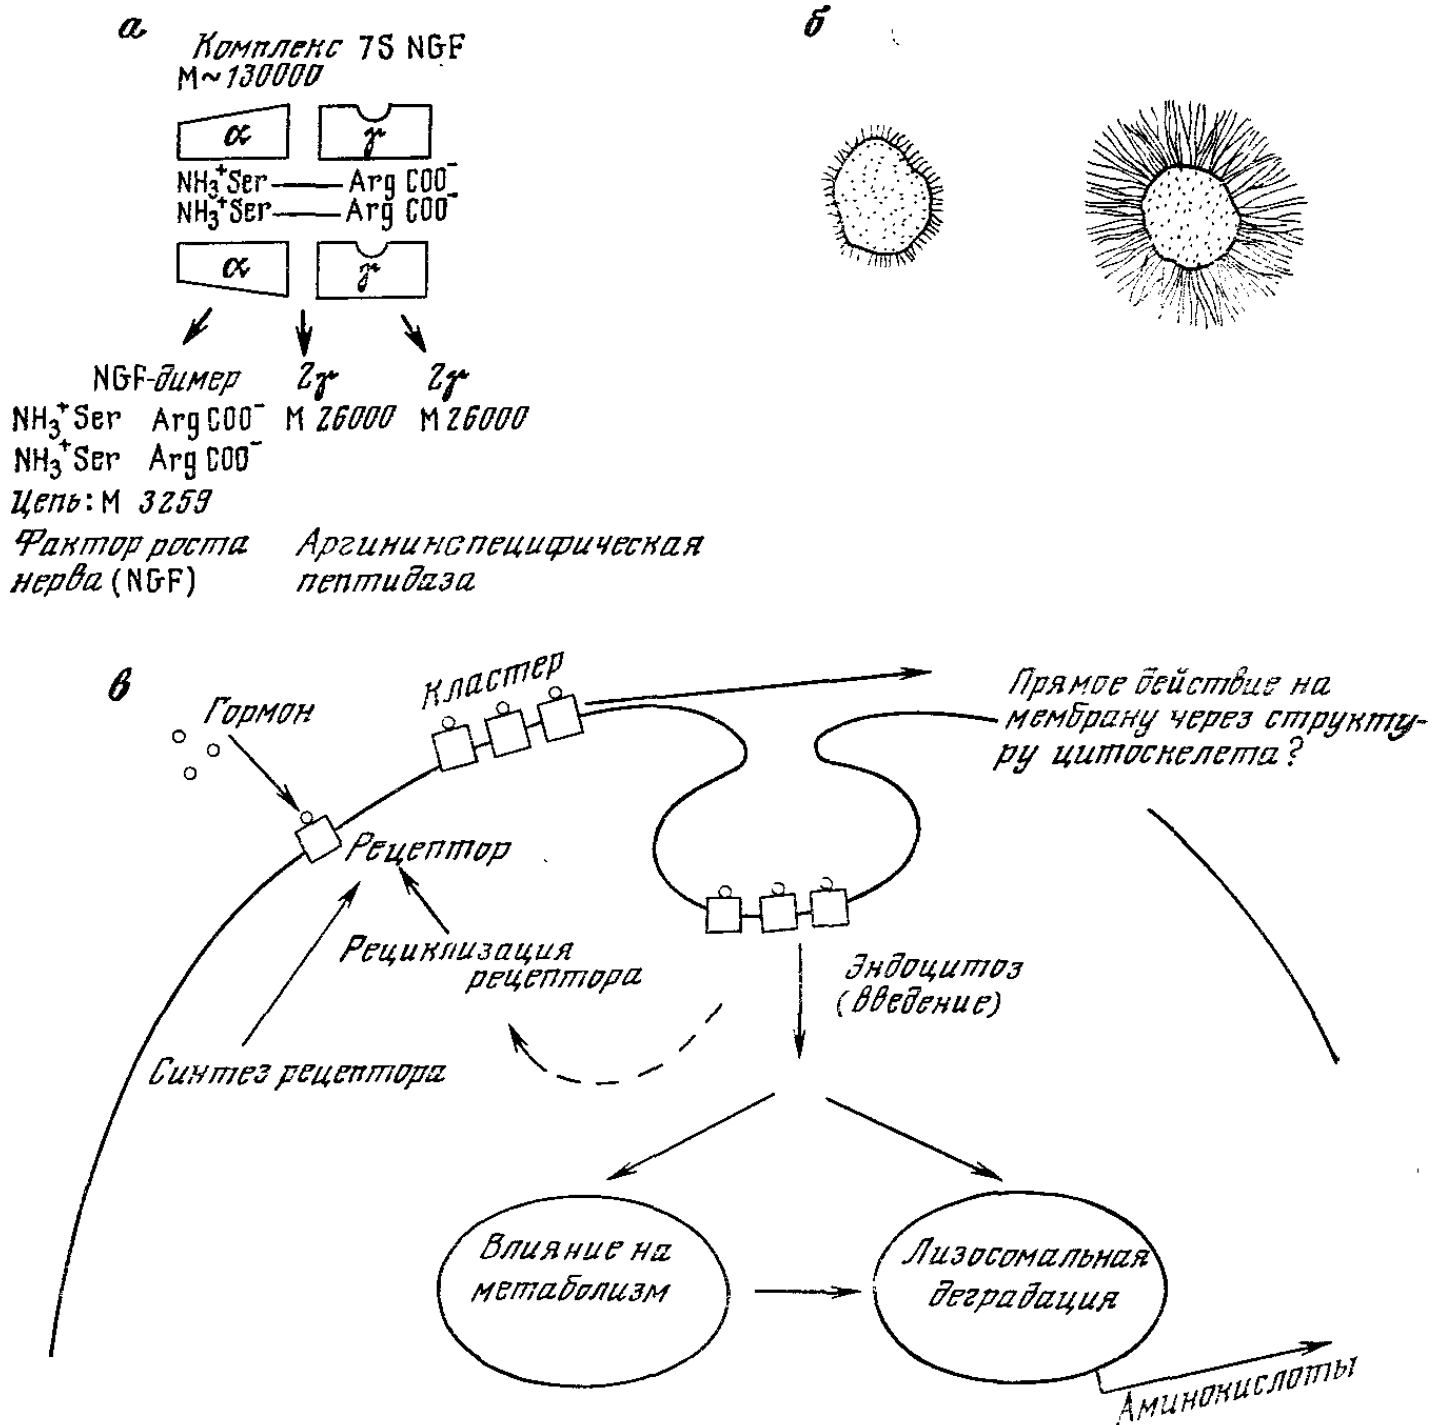 а
Комплекс 7S NGF
M~130000
α
γ
NH₃⁺Ser——Arg COO⁻
NH₃⁺Ser——Arg COO⁻
α
γ
NGF-димер
NH₃⁺Ser Arg COO⁻
NH₃⁺Ser Arg COO⁻
Цепь: M 3259
Фактор роста
нерва (NGF)
2γ
M 26000
2γ
M 26000
Аргининспецифическая
пептидаза
б
в
Гормон
Кластер
Прямое действие на
мембрану через структу-
ру цитоскелета?
Рецептор
Рециклизация
рецептора
Синтез рецептора
Эндоцитоз
(введение)
Влияние на
метаболизм
Лизосомальная
деградация
Аминокислоты